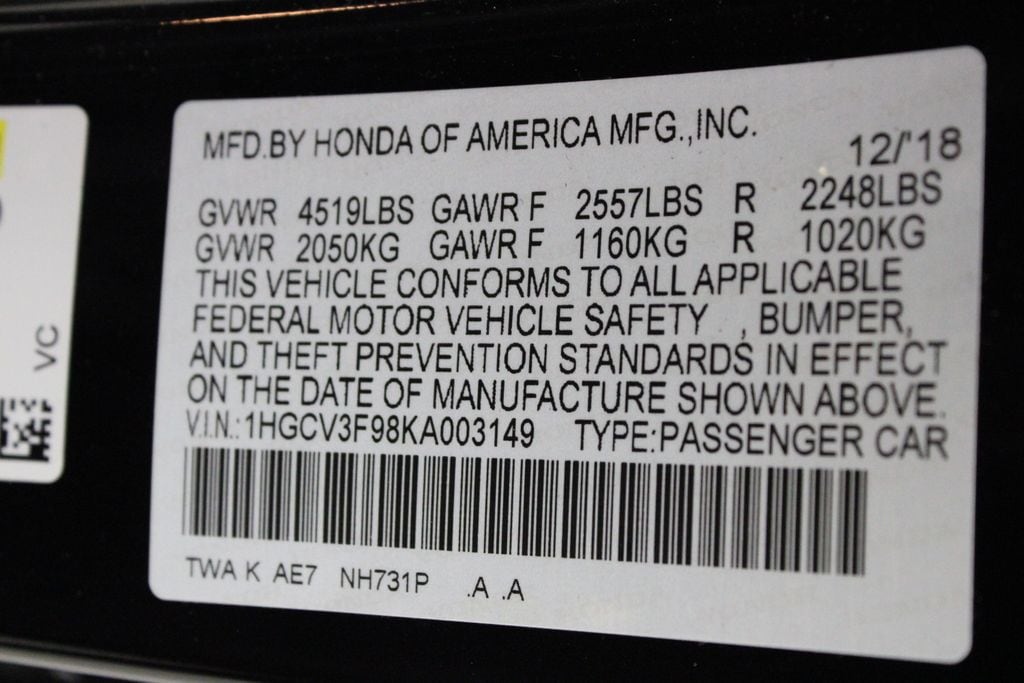 MFD.BY HONDA OF AMERICA MFG.,INC.
12/'18
GVWR 4519LBS GAWR F 2557LBS R 2248LBS
GVWR 2050KG GAWR F 1160KG R 1020KG
THIS VEHICLE CONFORMS TO ALL APPLICABLE
FEDERAL MOTOR VEHICLE SAFETY , BUMPER,
AND THEFT PREVENTION STANDARDS IN EFFECT
ON THE DATE OF MANUFACTURE SHOWN ABOVE.
V.I.N.:1HGCV3F98KA003149 TYPE:PASSENGER CAR
TWA K AE7 NH731P .A .A
VC